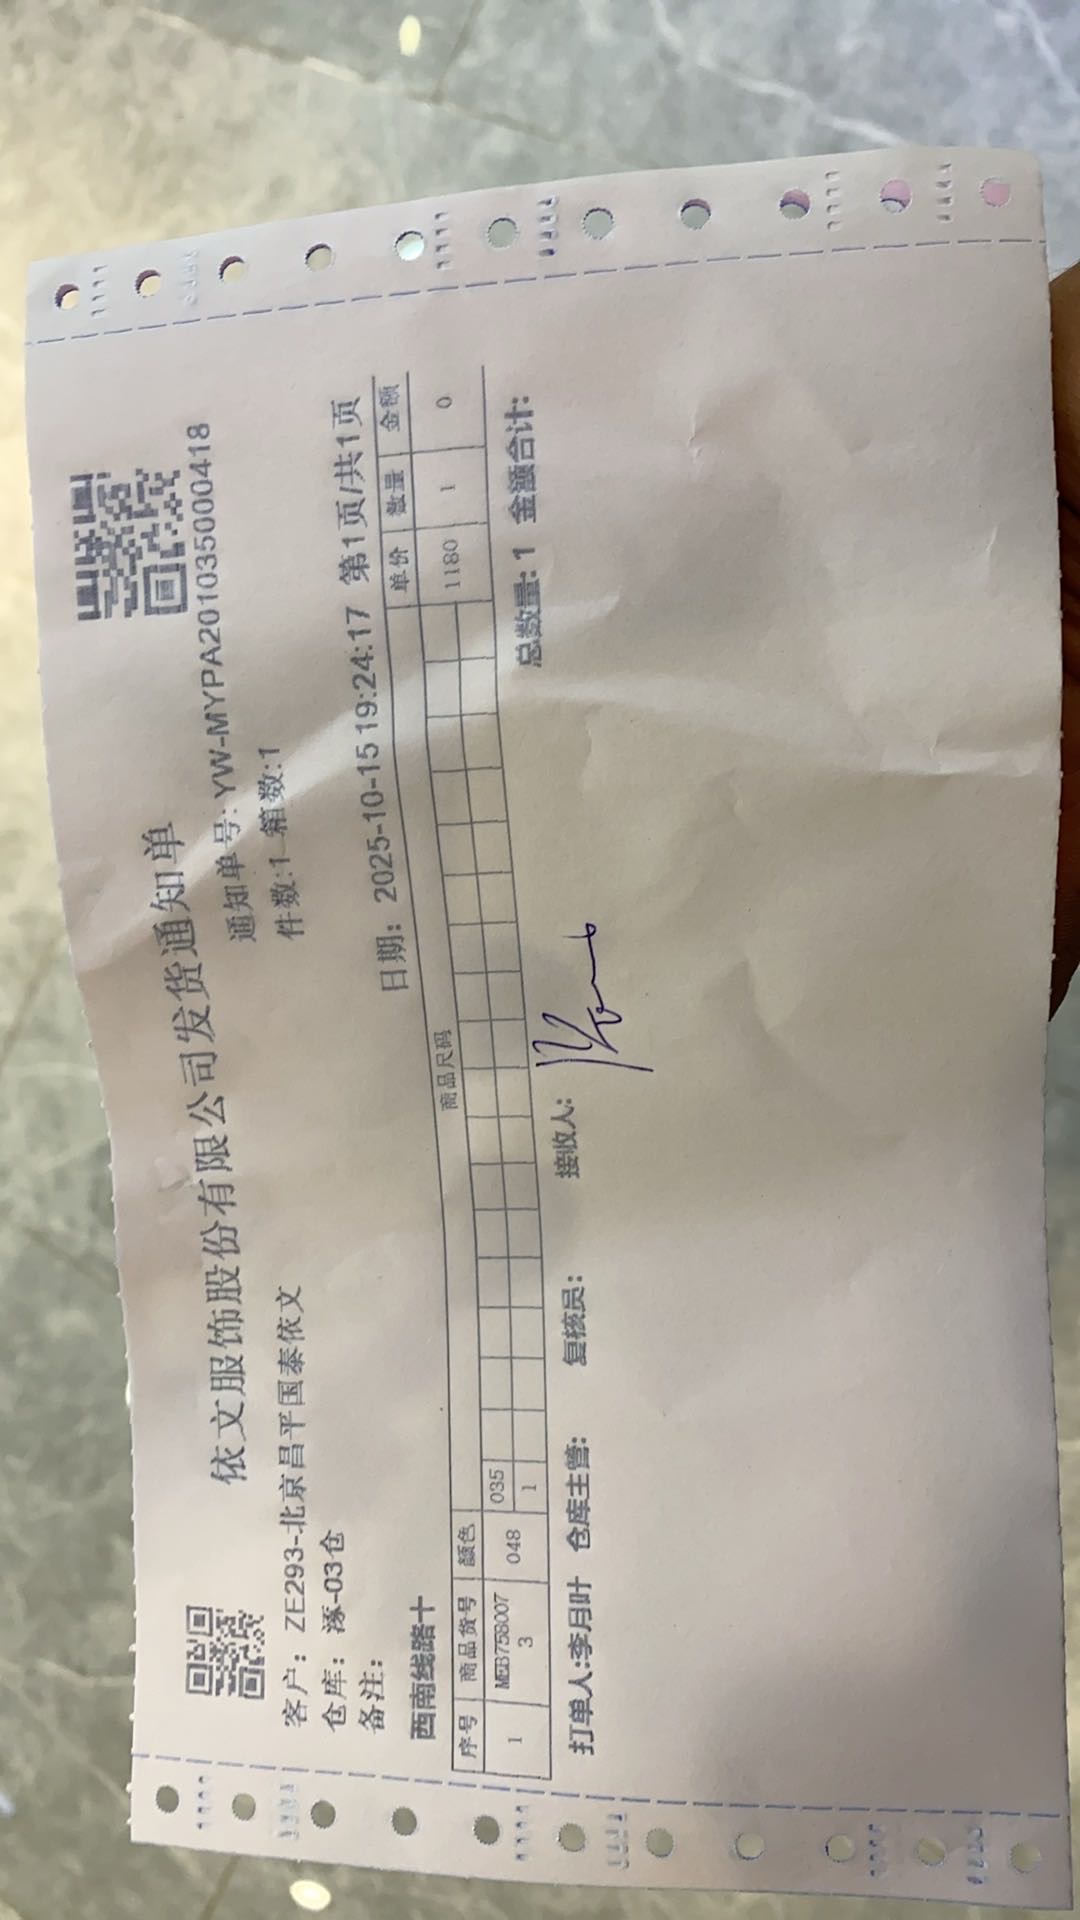 依文服饰股份有限公司发货通知单
客户：ZE293-北京昌平国泰依文
通知单号：YW-MYPA201035000418
仓库：涿-03仓
件数:1 箱数:1
备注：
西南线路十
日期：2025-10-15 19:24:17 第1页/共1页
序号 商品货号 颜色 商品尺码 单价 数量 金额
035
1 048 1 1180 1 0
总数量: 1 金额合计:
打单人:李月叶 仓库主管: 复核员: 接收人: